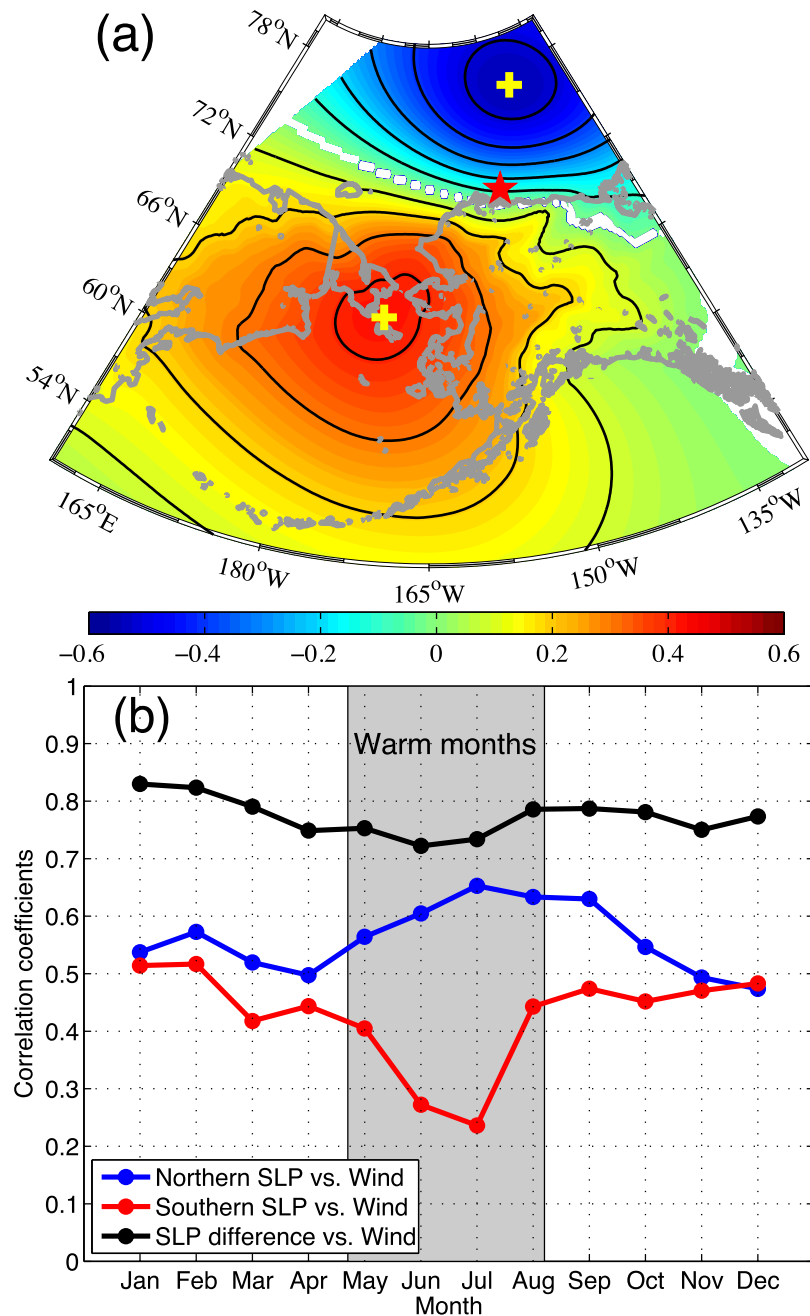 (a)
78°N
72°N
66°N
60°N
54°N
165°E
180°W
165°W
150°W
135°W
−0.6 −0.4 −0.2 0 0.2 0.4 0.6
(b)
Warm months
1
0.9
0.8
0.7
0.6
0.5
0.4
0.3
0.2
0.1
0
Correlation coefficients
Northern SLP vs. Wind
Southern SLP vs. Wind
SLP difference vs. Wind
Jan Feb Mar Apr May Jun Jul Aug Sep Oct Nov Dec
Month